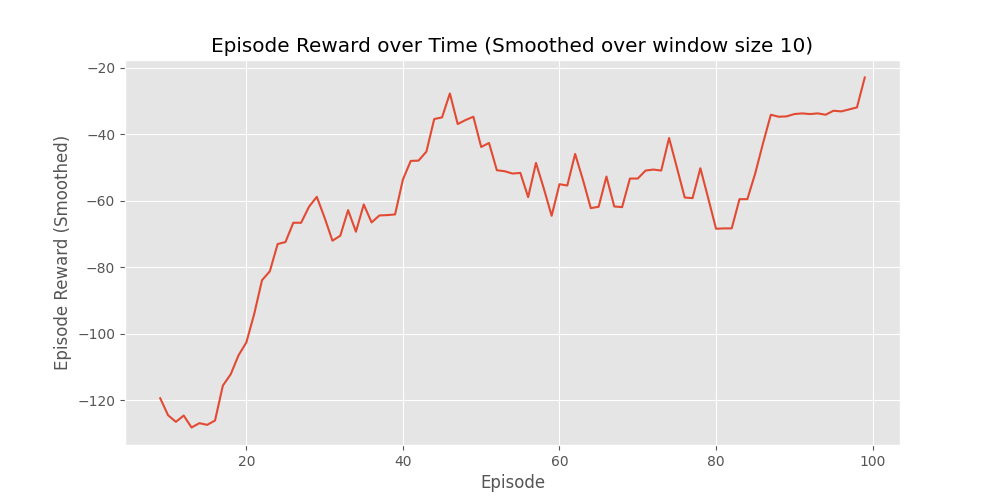 Episode Reward over Time (Smoothed over window size 10)
−20
−40
−60
−80
−100
−120
Episode Reward (Smoothed)
20 40 60 80 100
Episode